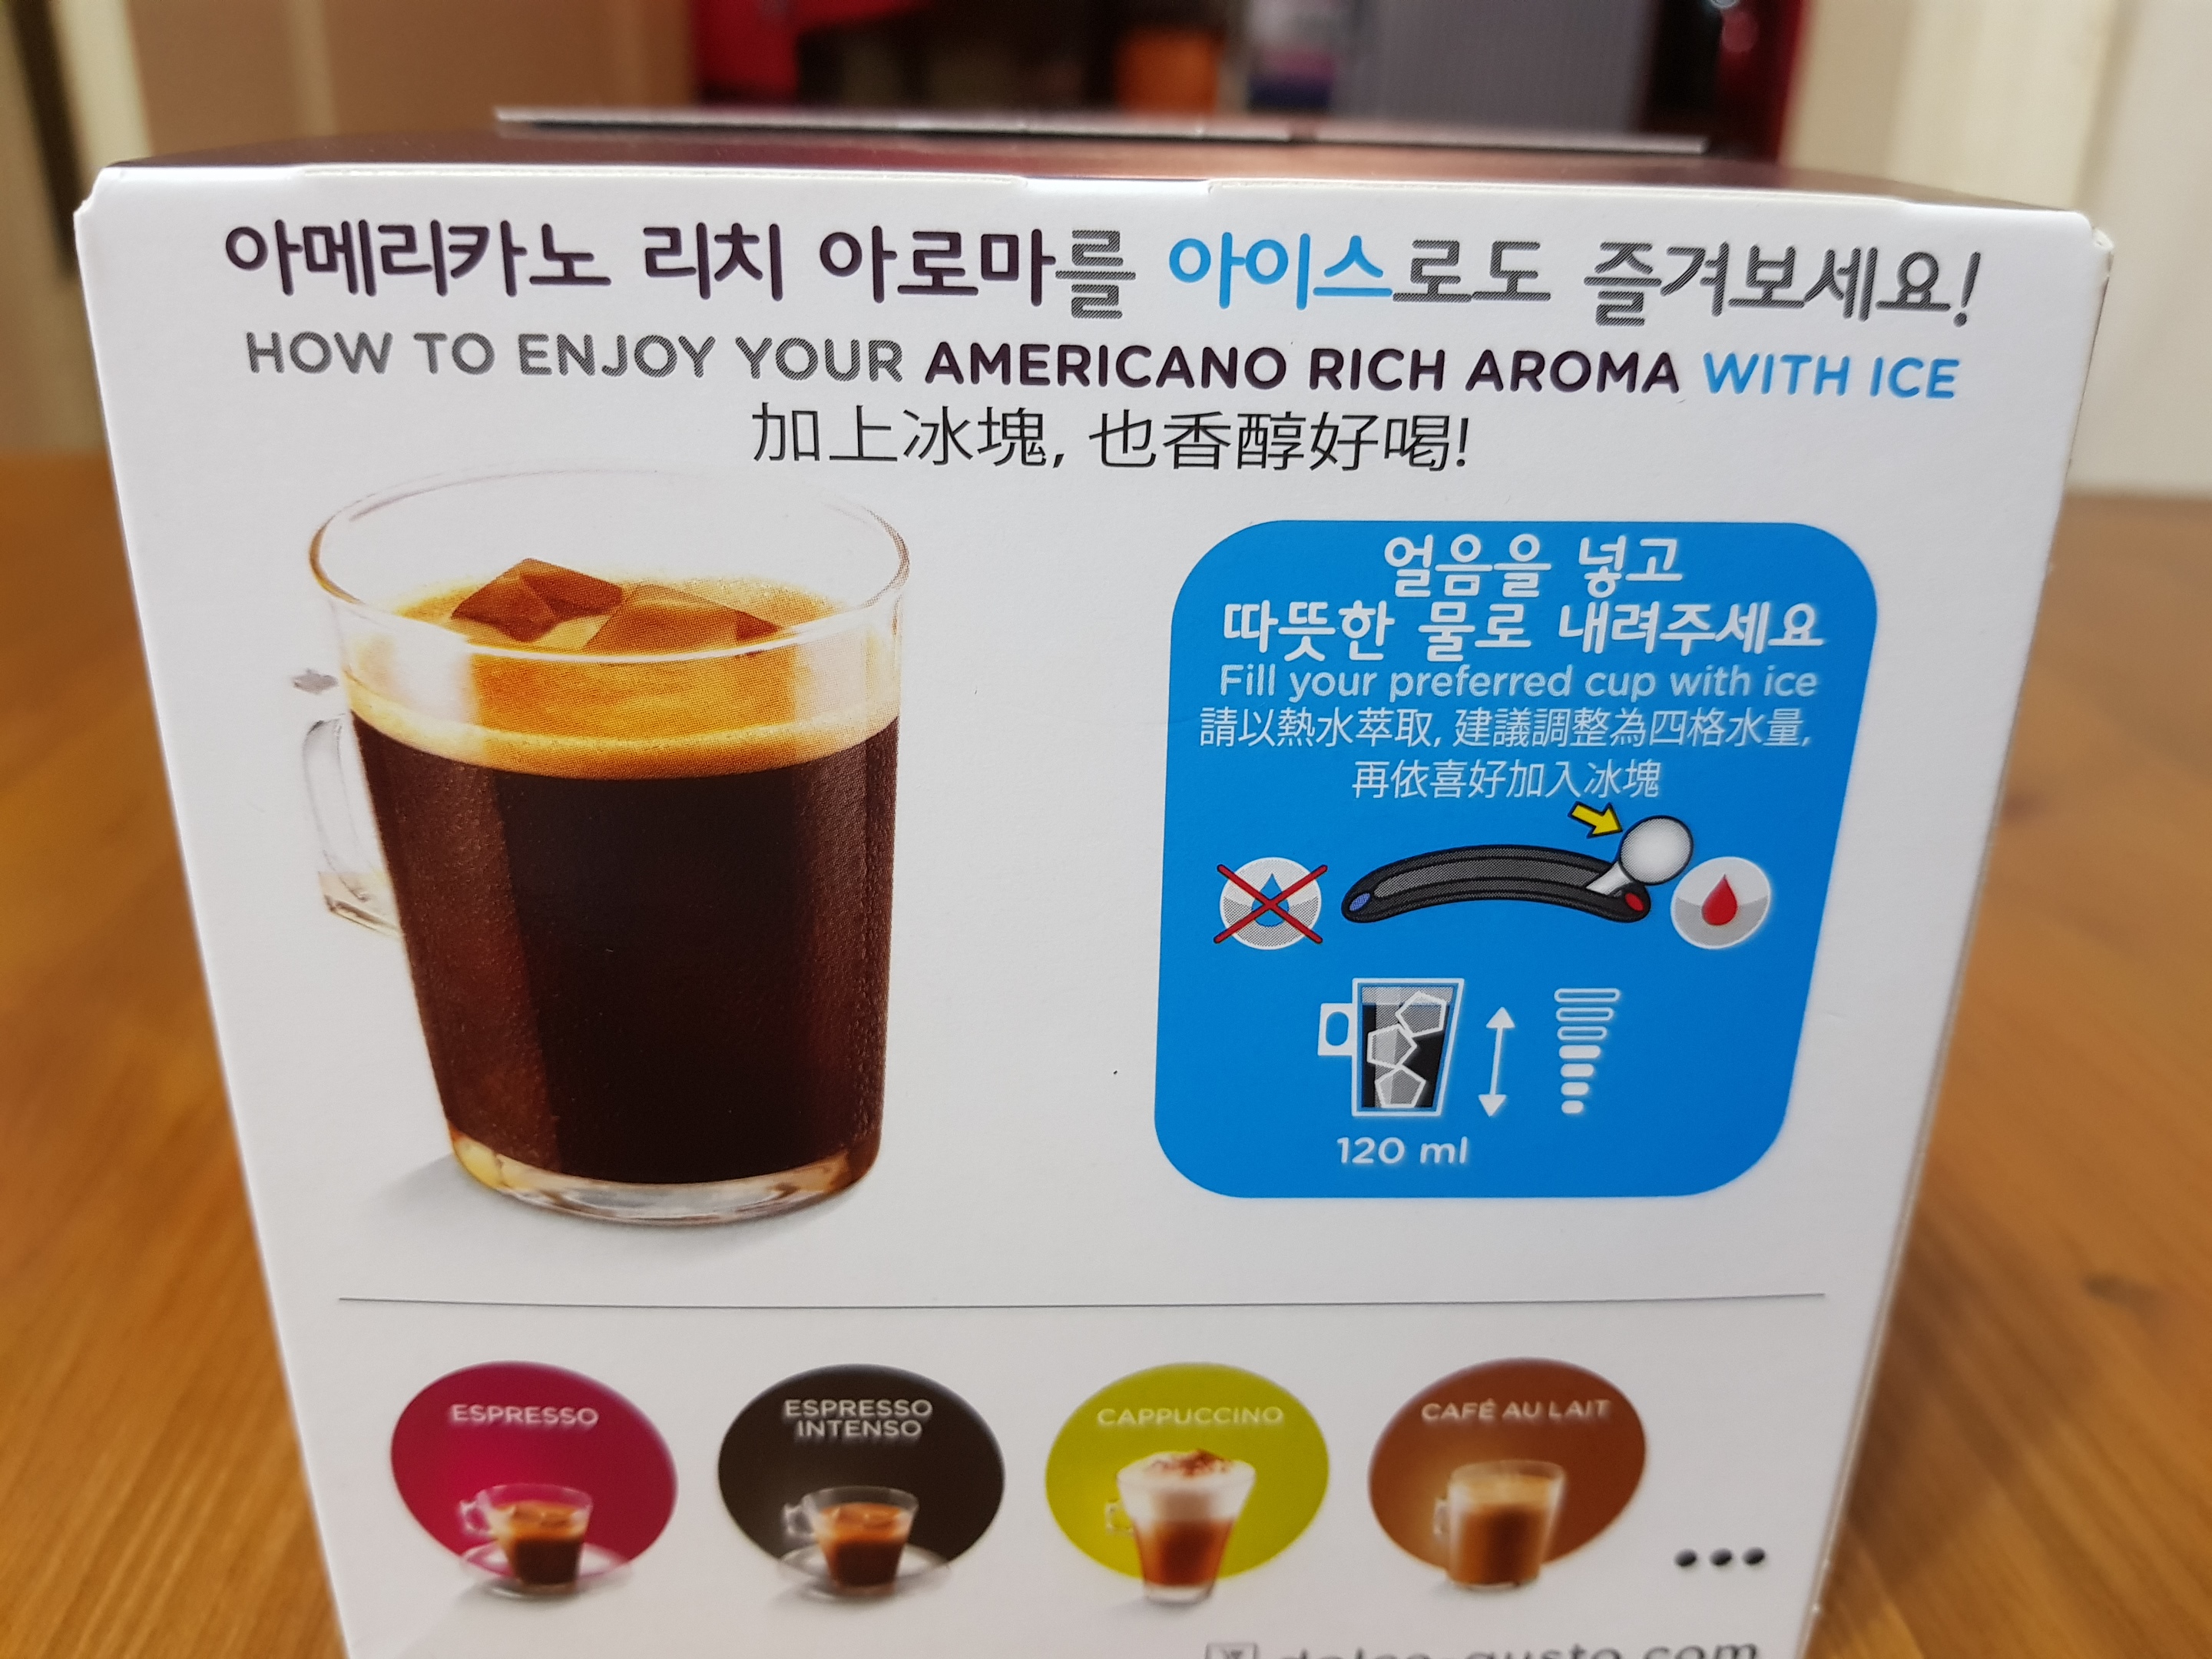 아메리카노 리치 아로마를 아이스로도 즐겨보세요!
HOW TO ENJOY YOUR AMERICANO RICH AROMA WITH ICE
加上冰塊, 也香醇好喝!
얼음을 넣고
따뜻한 물로 내려주세요
Fill your preferred cup with ice
請以熱水萃取, 建議調整為四格水量,
再依喜好加入冰塊
120 ml
ESPRESSO
ESPRESSO
INTENSO
CAPPUCCINO
CAFÉ AU LAIT
•••
dolce-gusto.com